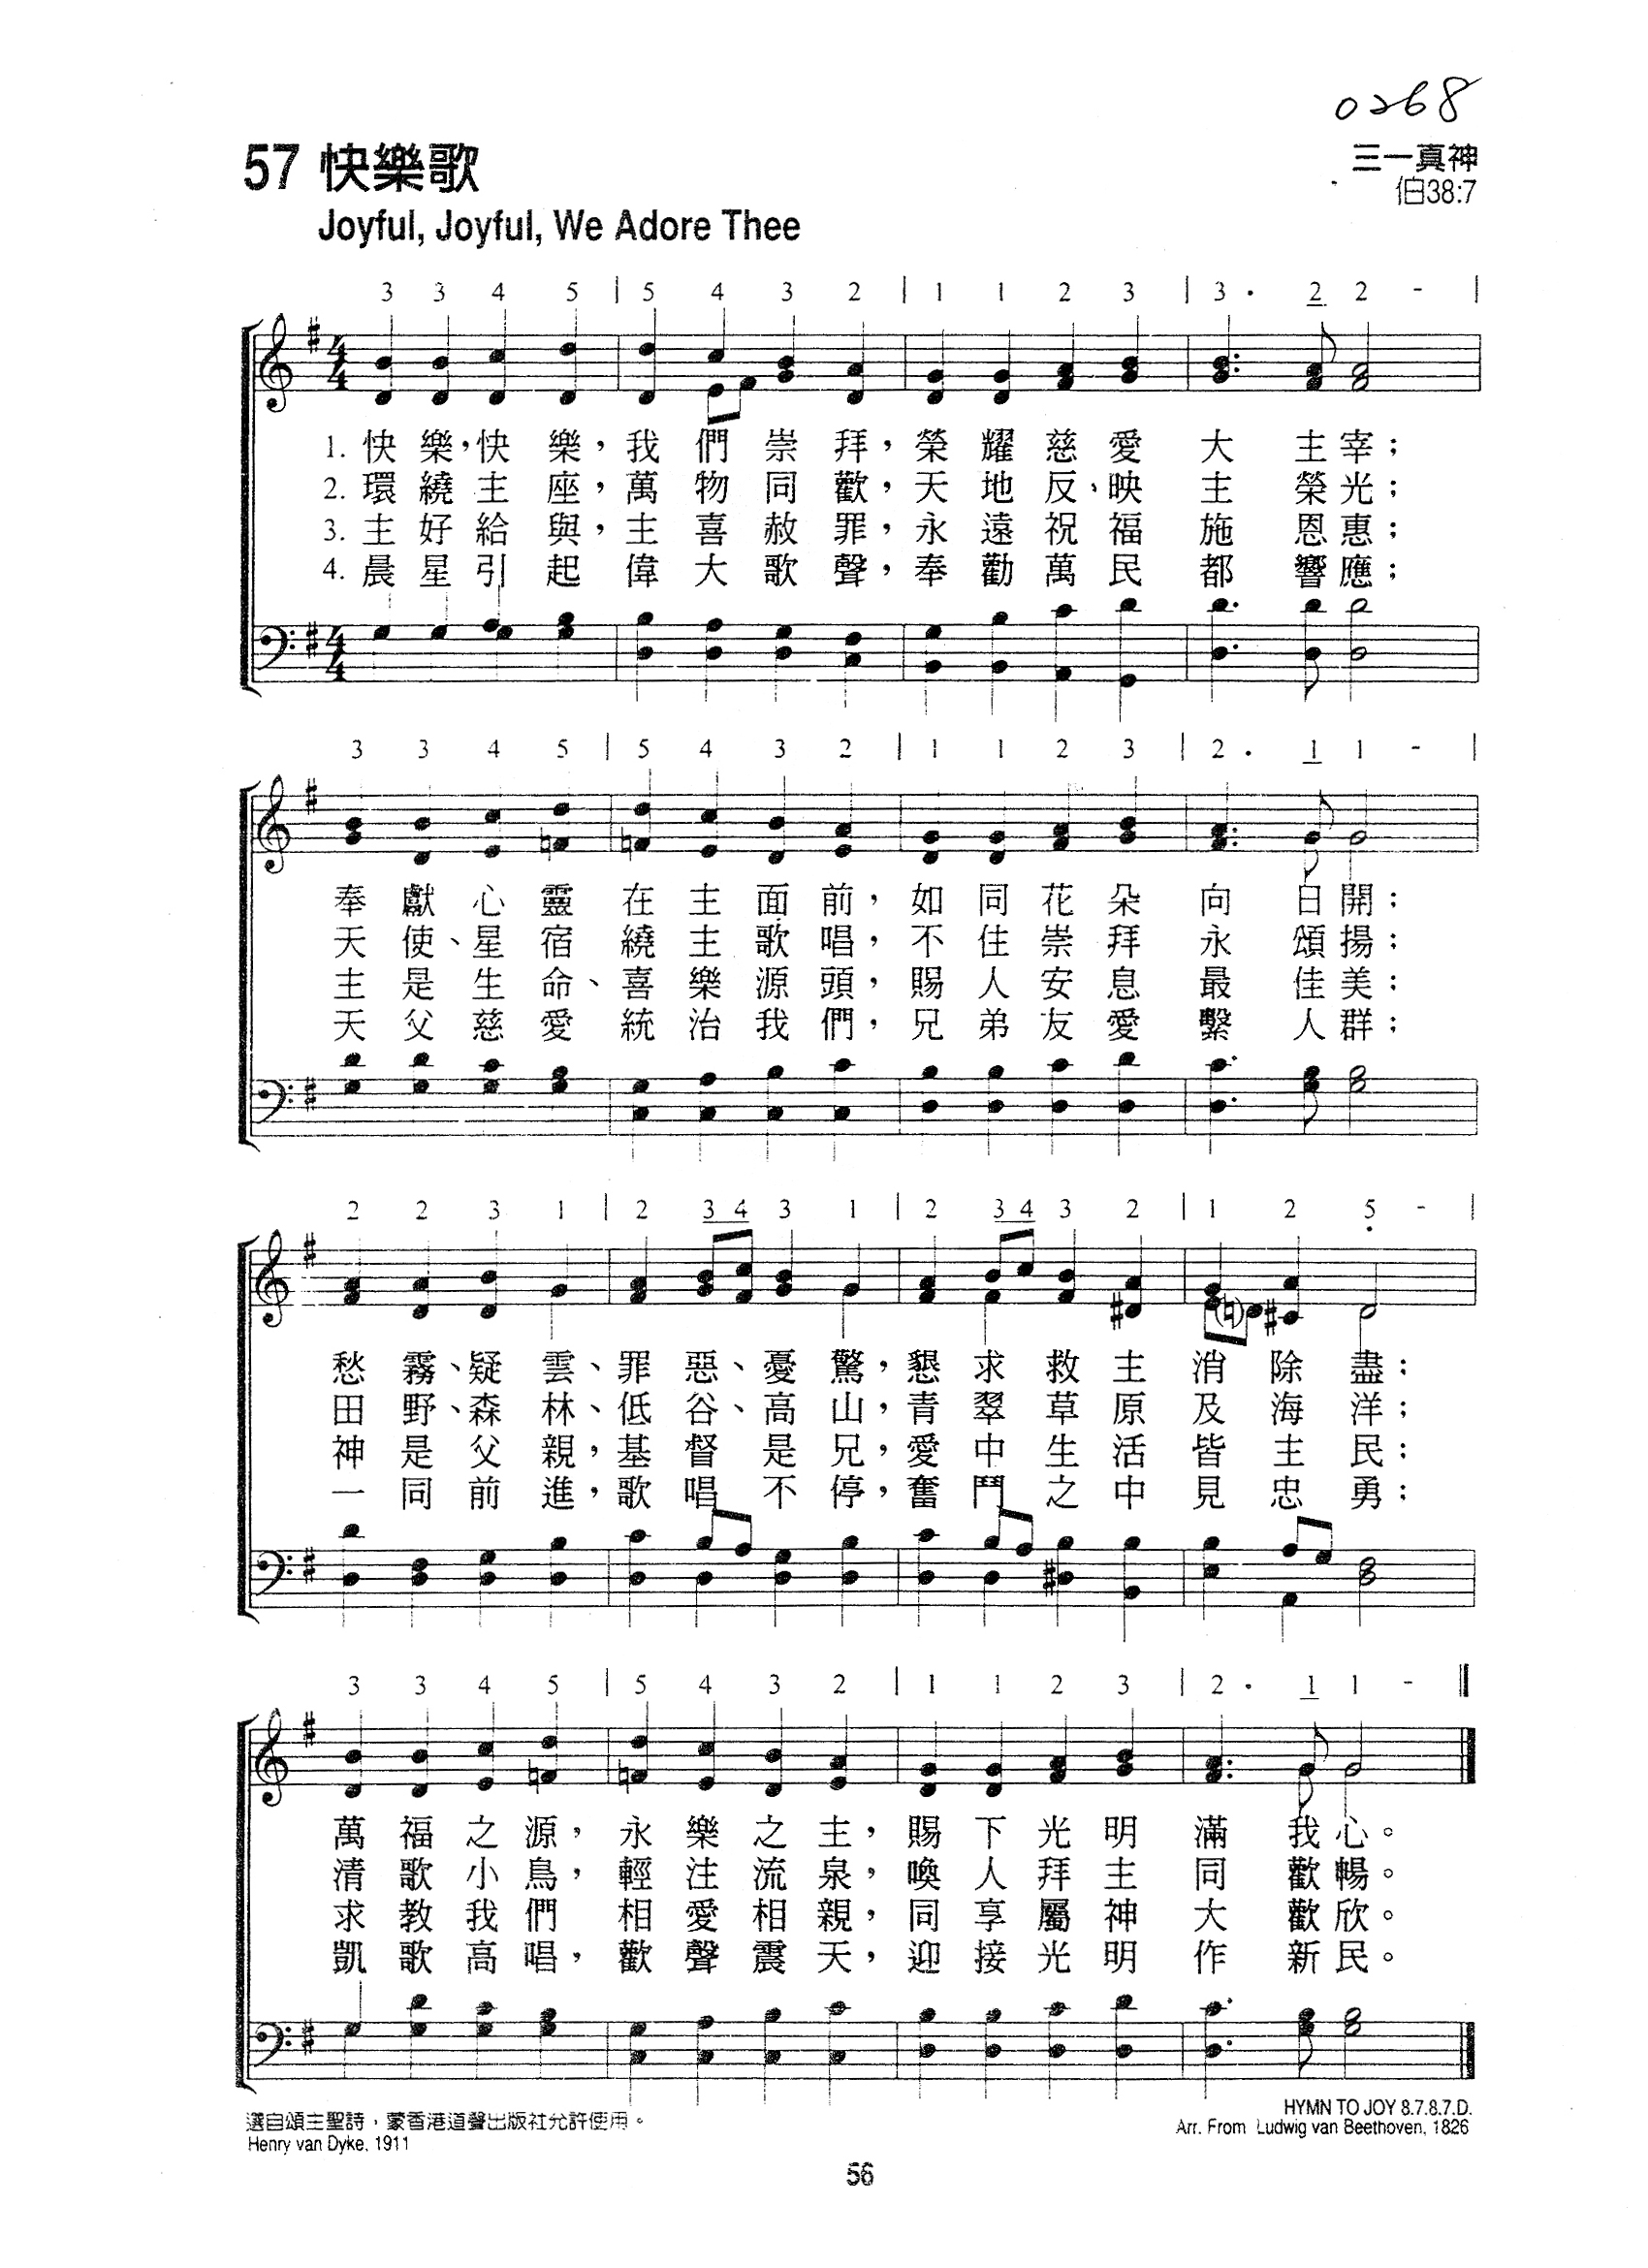 0268
57 快樂歌
三一真神
伯38:7
Joyful, Joyful, We Adore Thee
3 3 4 5 | 5 4 3 2 | 1 1 2 3 | 3 . 2 2 - |
1. 快樂，快樂，我們崇拜，榮耀慈愛大主宰；
2. 環繞主座，萬物同歡，天地反映主榮光；
3. 主好給與，主喜赦罪，永遠祝福施恩惠；
4. 晨星引起偉大歌聲，奉勸萬民都響應；
3 3 4 5 | 5 4 3 2 | 1 1 2 3 | 2 . 1 1 - |
奉獻心靈在主面前，如同花朵向日開；
天使、星宿繞主歌唱，不住崇拜永頌揚；
主是生命、喜樂源頭，賜人安息最佳美；
天父慈愛統治我們，兄弟友愛繫人群；
2 2 3 1 | 2 3 4 3 1 | 2 3 4 3 2 | 1 2 5 - |
愁霧、疑雲、罪惡、憂驚，懇求救主消除盡；
田野、森林、低谷、高山，青翠草原及海洋；
神是父親，基督是兄，愛中生活皆主民；
一同前進，歌唱不停，奮鬥之中見忠勇；
3 3 4 5 | 5 4 3 2 | 1 1 2 3 | 2 . 1 1 - ‖
萬福之源，永樂之主，賜下光明滿我心。
清歌小鳥，輕注流泉，喚人拜主同歡暢。
求教我們相愛相親，同享屬神大歡欣。
凱歌高唱，歡聲震天，迎接光明作新民。
選自頌主聖詩，蒙香港道聲出版社允許使用。
Henry van Dyke, 1911
HYMN TO JOY 8.7.8.7.D.
Arr. From Ludwig van Beethoven, 1826
56